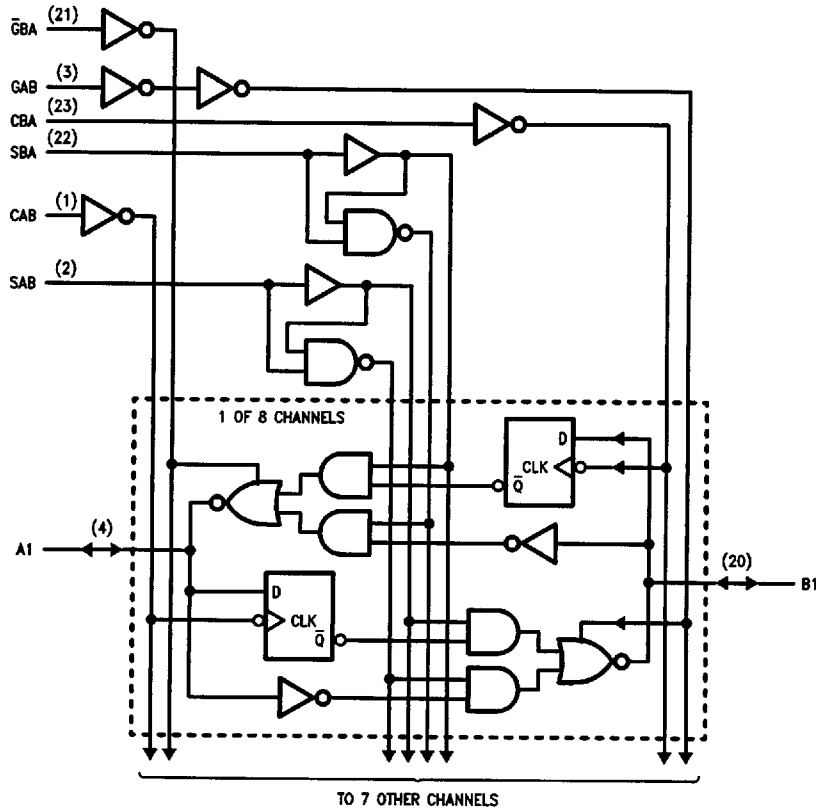 G̅BA (21)
GAB (3)
CBA (23)
SBA (22)
CAB (1)
SAB (2)
1 OF 8 CHANNELS
D
CLK
Q̅
A1 (4)
(20) B1
D
CLK
Q̅
TO 7 OTHER CHANNELS